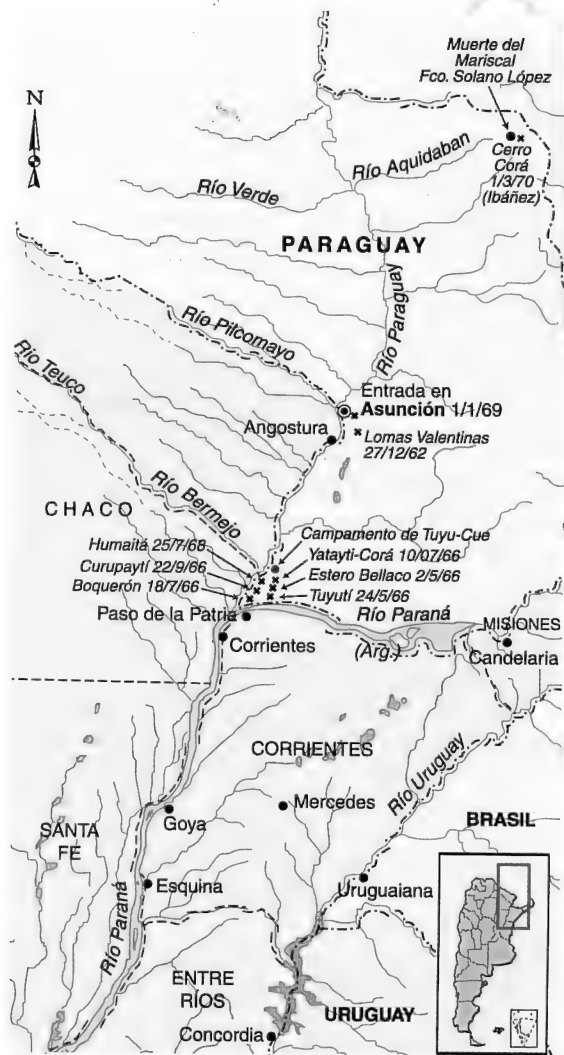 Muerte del
Mariscal
Fco. Solano López
N
Cerro
Corá
1/3/70
(Ibáñez)
Río Aquidaban
Río Verde
PARAGUAY
Río Paraguay
Río Pilcomayo
Río Teuco
Entrada en
Asunción 1/1/69
Angostura
Lomas Valentinas
27/12/62
Río Bermejo
CHACO
Humaitá 25/7/68
Curupaytí 22/9/66
Boquerón 18/7/66
Paso de la Patria
Campamento de Tuyu-Cue
Yatayti-Corá 10/07/66
Estero Bellaco 2/5/66
Tuyutí 24/5/66
Río Paraná
(Arg.)
MISIONES
Candelaria
Corrientes
CORRIENTES
Río Uruguay
Mercedes
BRASIL
Goya
SANTA
FE
Esquina
Uruguaiana
Río Paraná
ENTRE
RÍOS
URUGUAY
Concordia